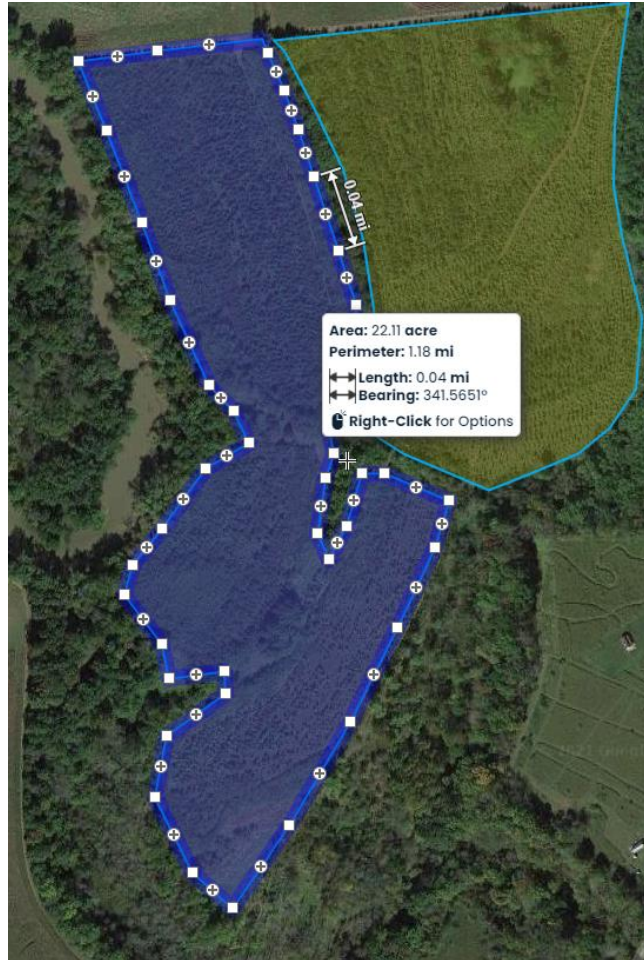 0.04 mi
Area: 22.11 acre
Perimeter: 1.18 mi
Length: 0.04 mi
Bearing: 341.5651º
Right-Click for Options